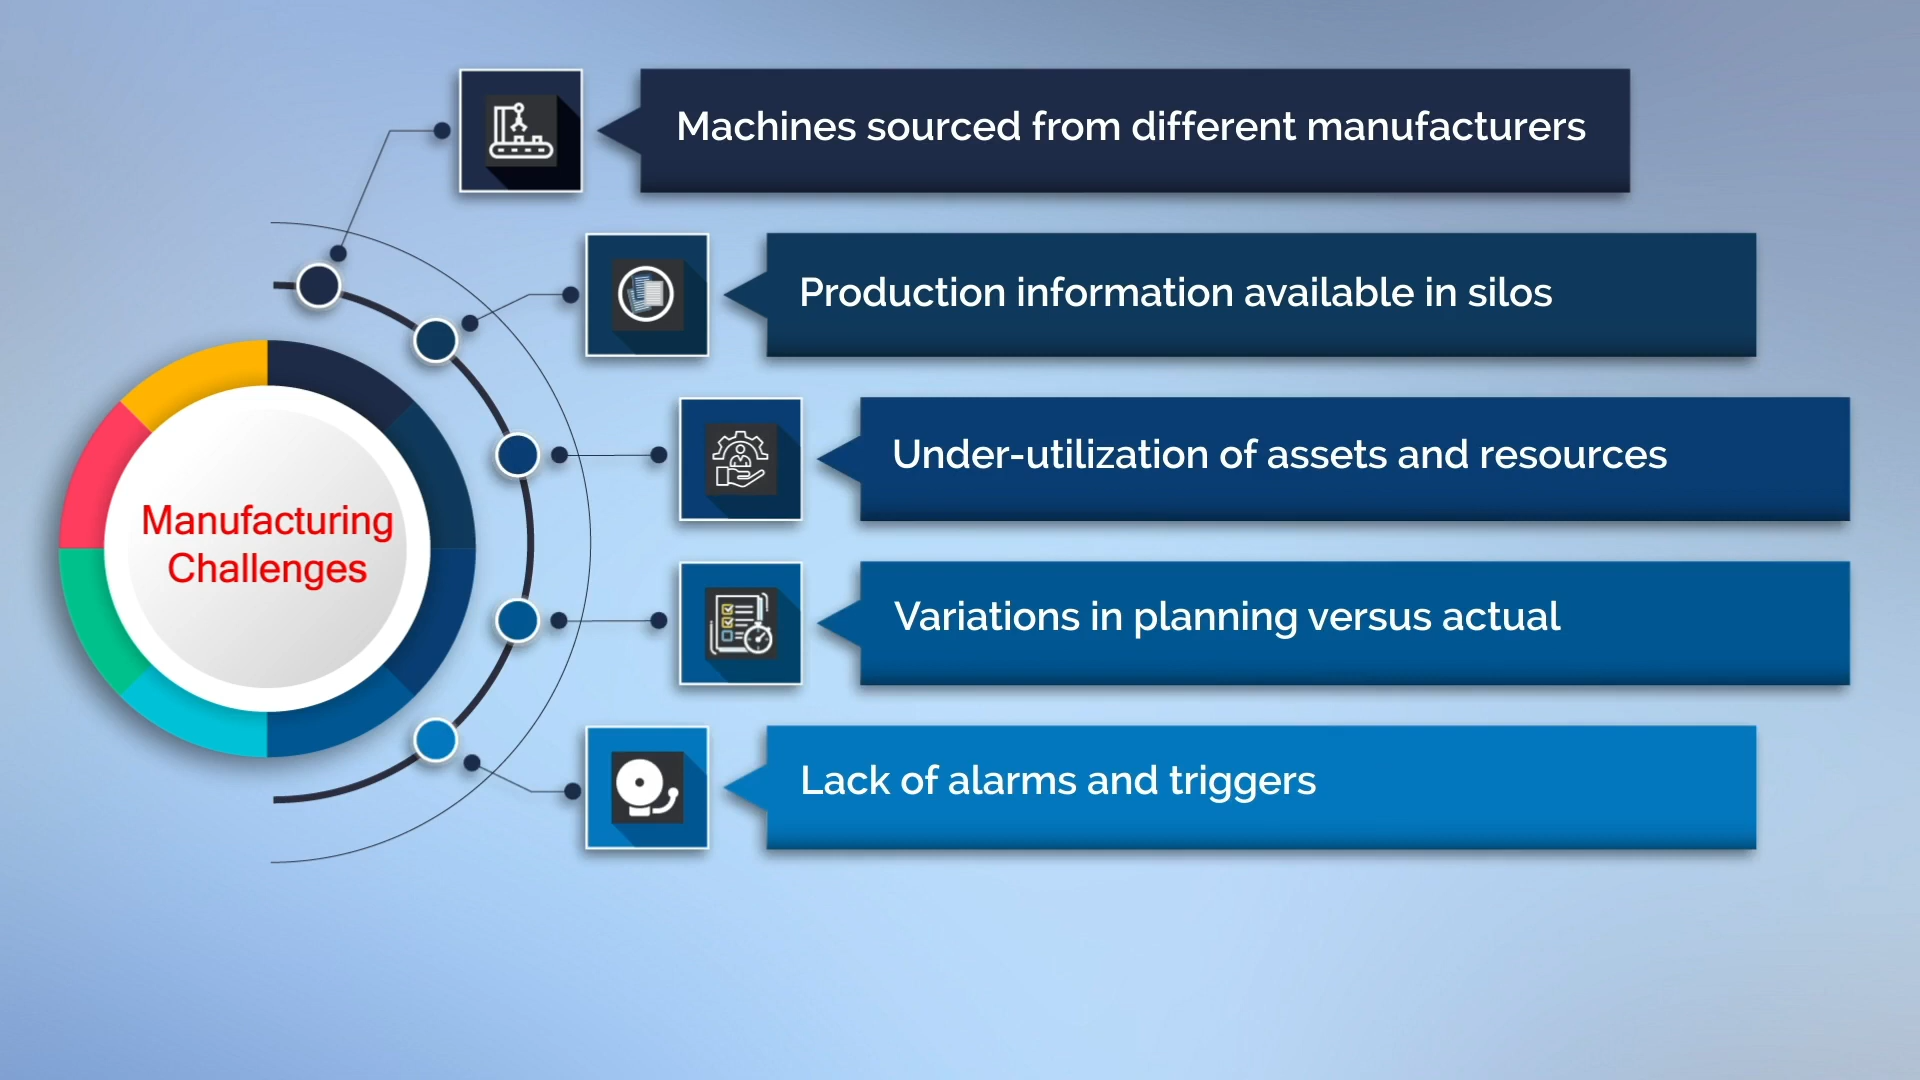 Machines sourced from different manufacturers
Production information available in silos
Under-utilization of assets and resources
Manufacturing
Challenges
Variations in planning versus actual
Lack of alarms and triggers